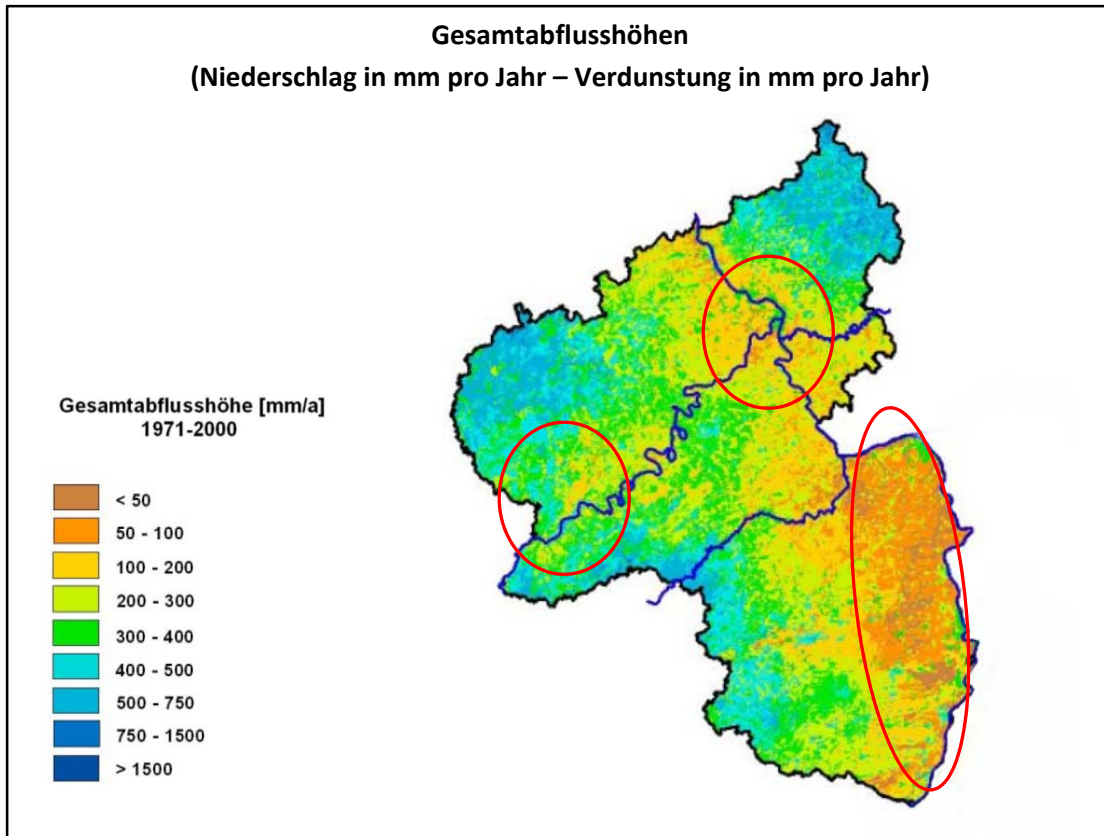 Gesamtabflusshöhen
(Niederschlag in mm pro Jahr – Verdunstung in mm pro Jahr)
Gesamtabflusshöhe [mm/a]
1971-2000
< 50
50 - 100
100 - 200
200 - 300
300 - 400
400 - 500
500 - 750
750 - 1500
> 1500